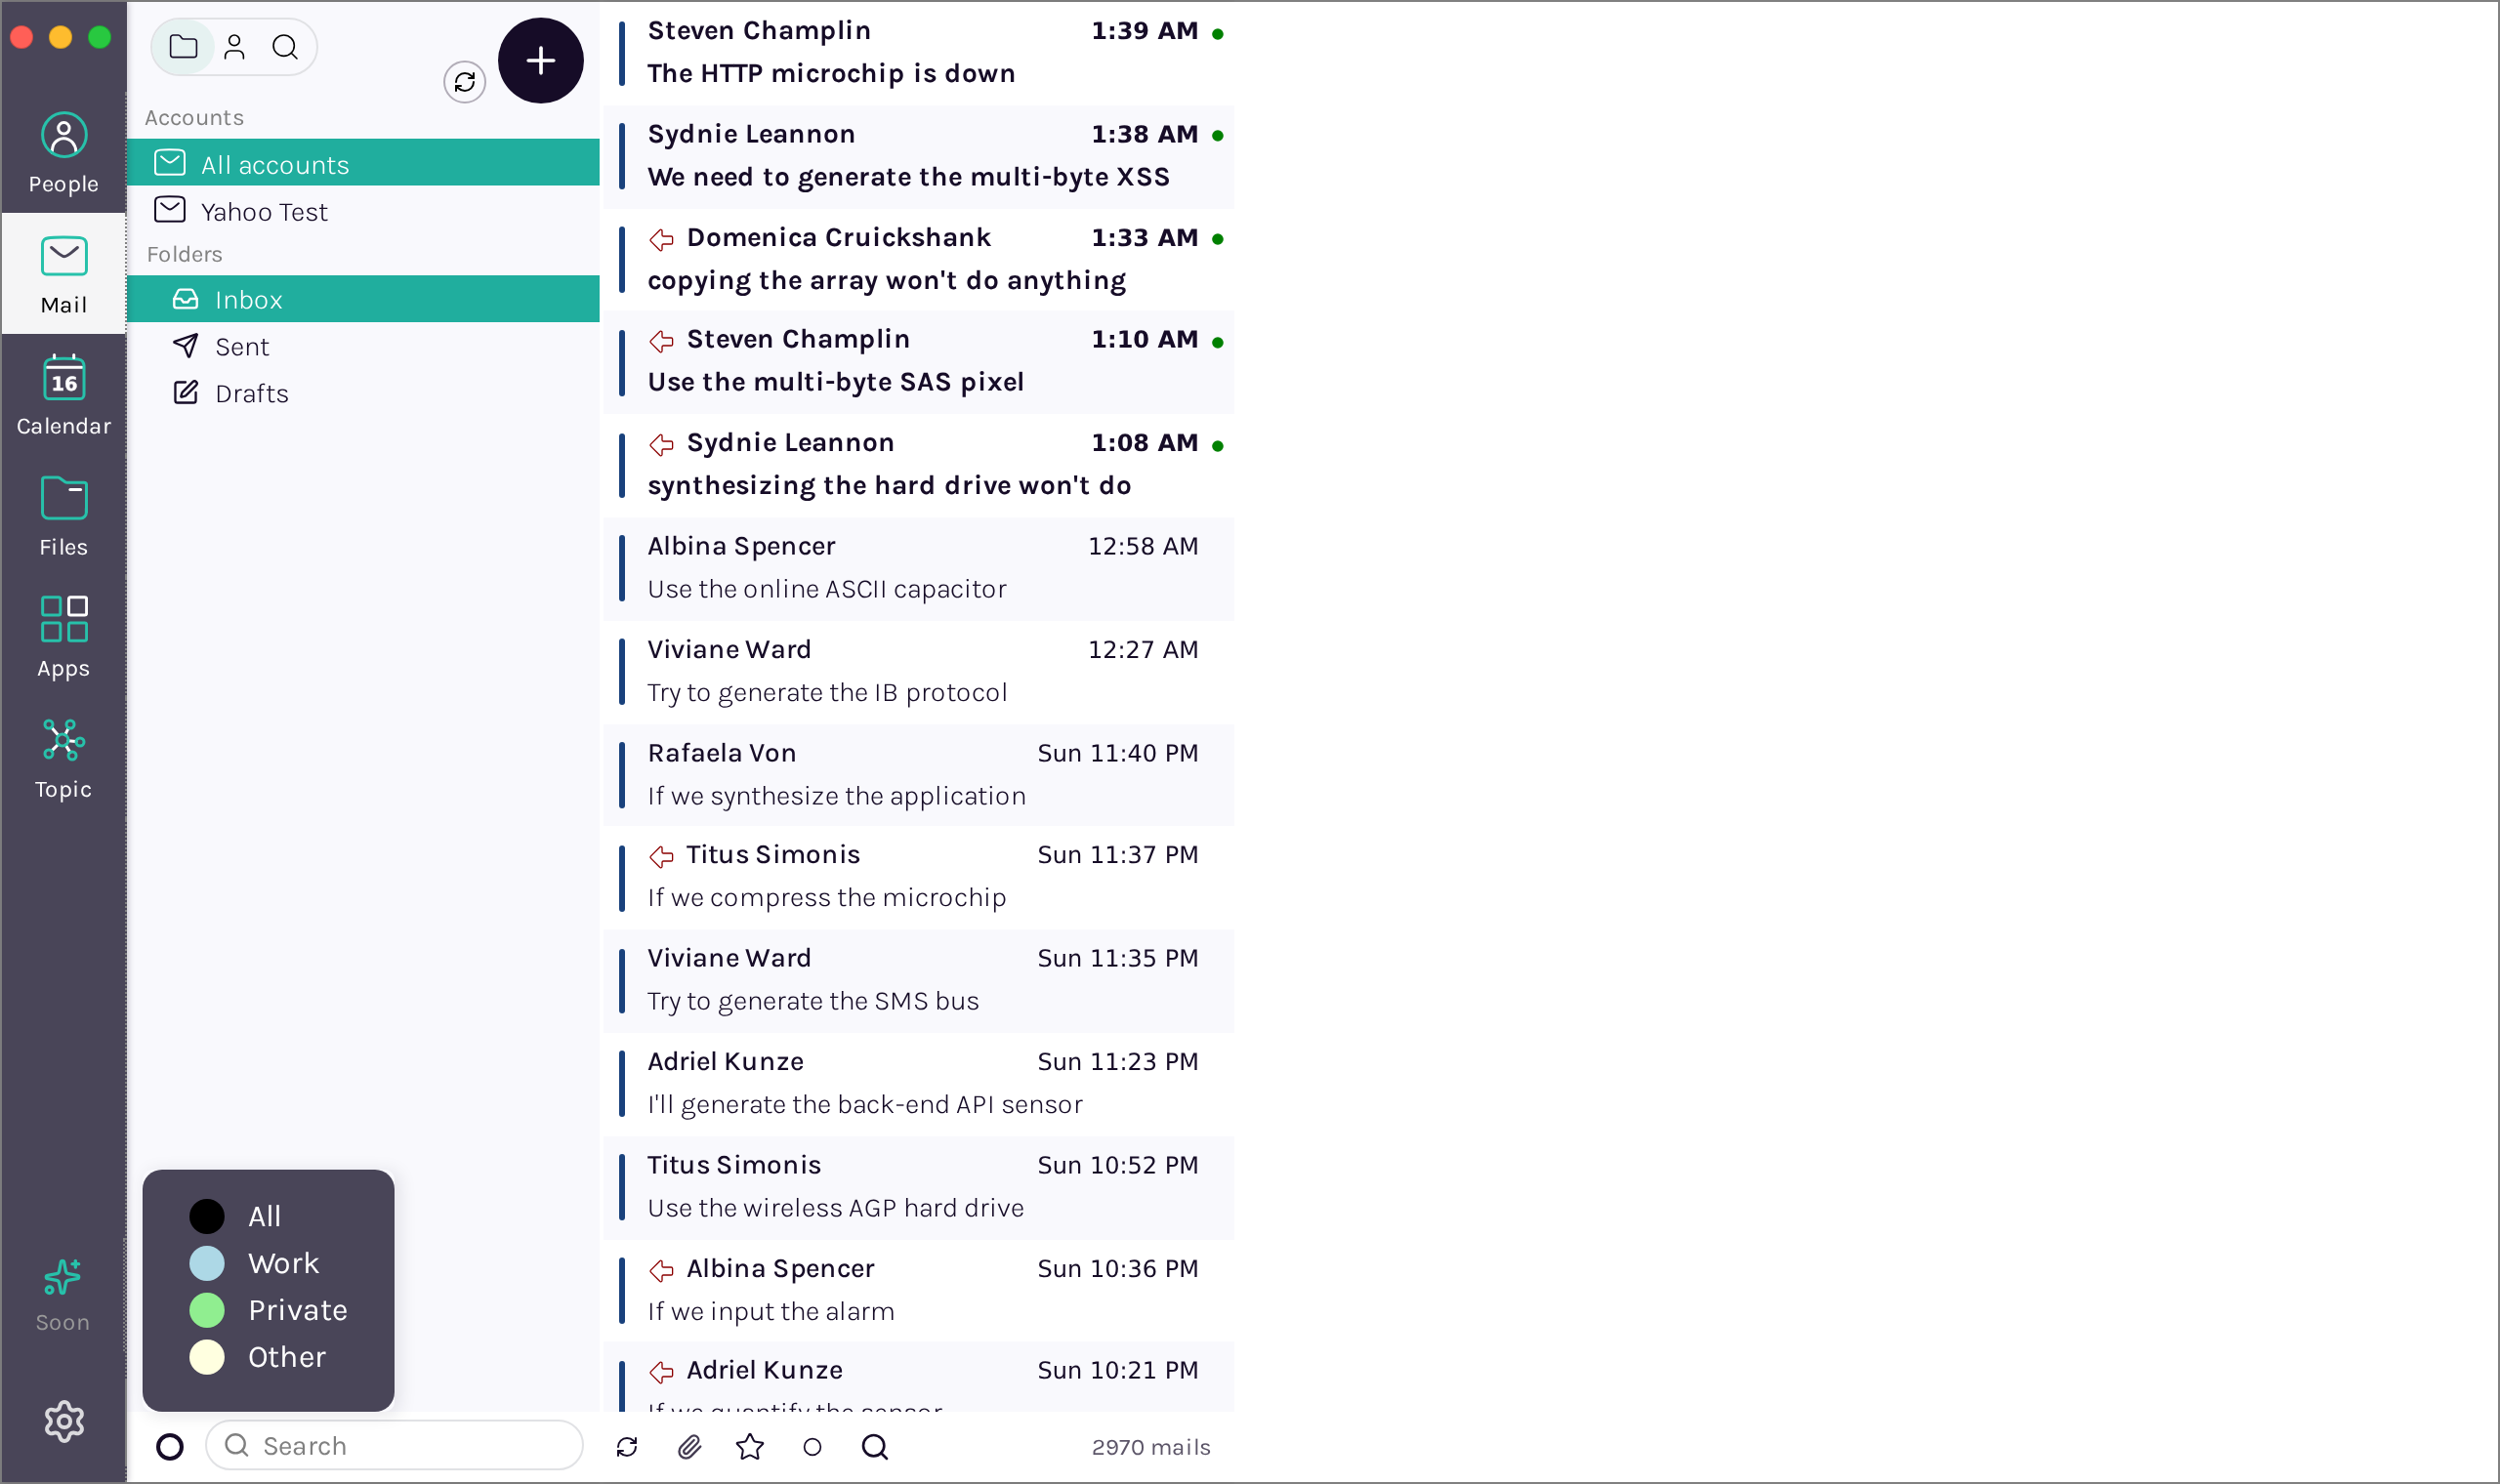 People
Mail
16
Calendar
Files
Apps
Topic
Soon
Accounts
All accounts
Yahoo Test
Folders
Inbox
Sent
Drafts
All
Work
Private
Other
Search
Steven Champlin 1:39 AM
The HTTP microchip is down
Sydnie Leannon 1:38 AM
We need to generate the multi-byte XSS
Domenica Cruickshank 1:33 AM
copying the array won't do anything
Steven Champlin 1:10 AM
Use the multi-byte SAS pixel
Sydnie Leannon 1:08 AM
synthesizing the hard drive won't do
Albina Spencer 12:58 AM
Use the online ASCII capacitor
Viviane Ward 12:27 AM
Try to generate the IB protocol
Rafaela Von Sun 11:40 PM
If we synthesize the application
Titus Simonis Sun 11:37 PM
If we compress the microchip
Viviane Ward Sun 11:35 PM
Try to generate the SMS bus
Adriel Kunze Sun 11:23 PM
I'll generate the back-end API sensor
Titus Simonis Sun 10:52 PM
Use the wireless AGP hard drive
Albina Spencer Sun 10:36 PM
If we input the alarm
Adriel Kunze Sun 10:21 PM
If we quantify the sensor
2970 mails